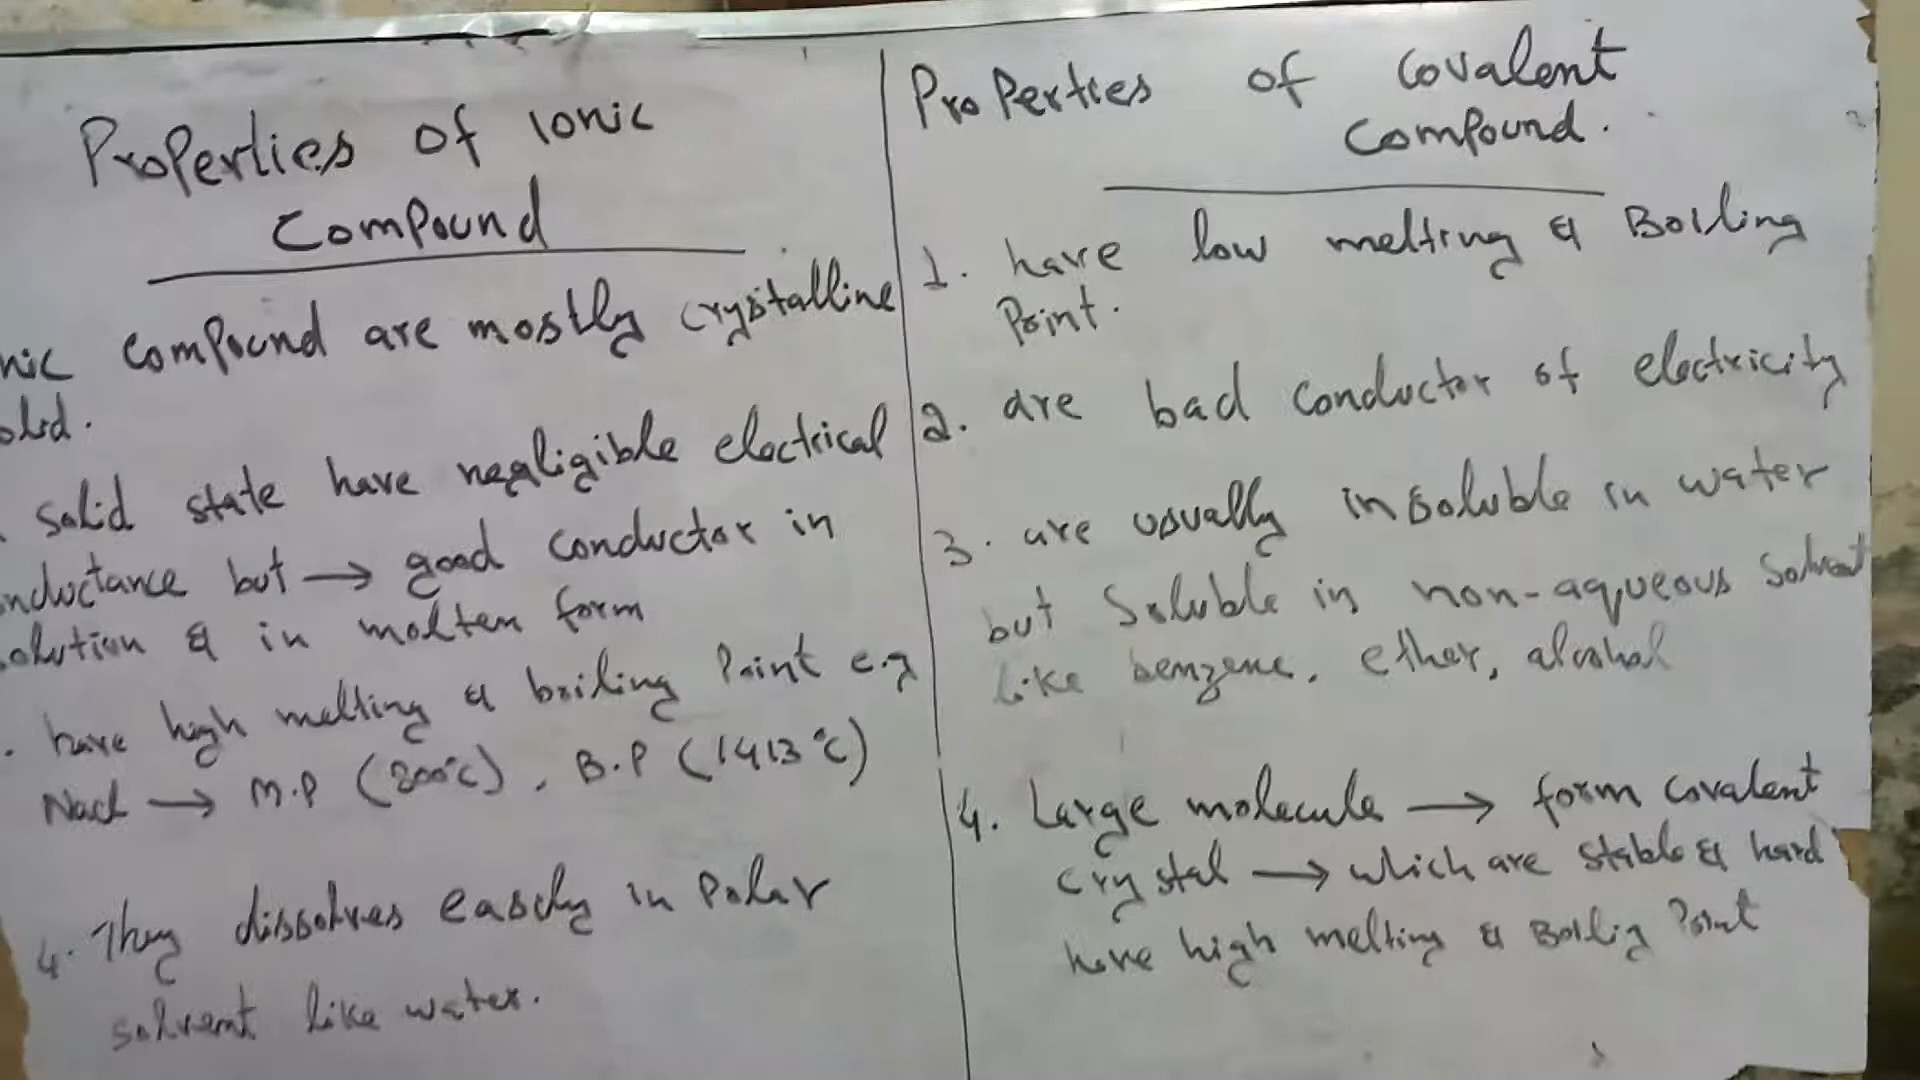 Properties of Ionic
Compound
nic compound are mostly crystalline
olid.
. solid state have negligible electrical
nductance but → good conductor in
olution & in molten form
. have high melting & boiling Point e.g
Nacl → M.P (800°C), B.P (1413°C)
4. They dissolves easily in Polar
solvent like water.
Properties of Covalent
Compound.
1. have low melting & Boiling
Point.
2. are bad conductor of electricity
3. are usually insoluble in water
but Soluble in non-aqueous Solvent
like benzene, ether, alcohol
4. Large molecule → form covalent
crystal → which are stable & hard
have high melting & Boilig Point